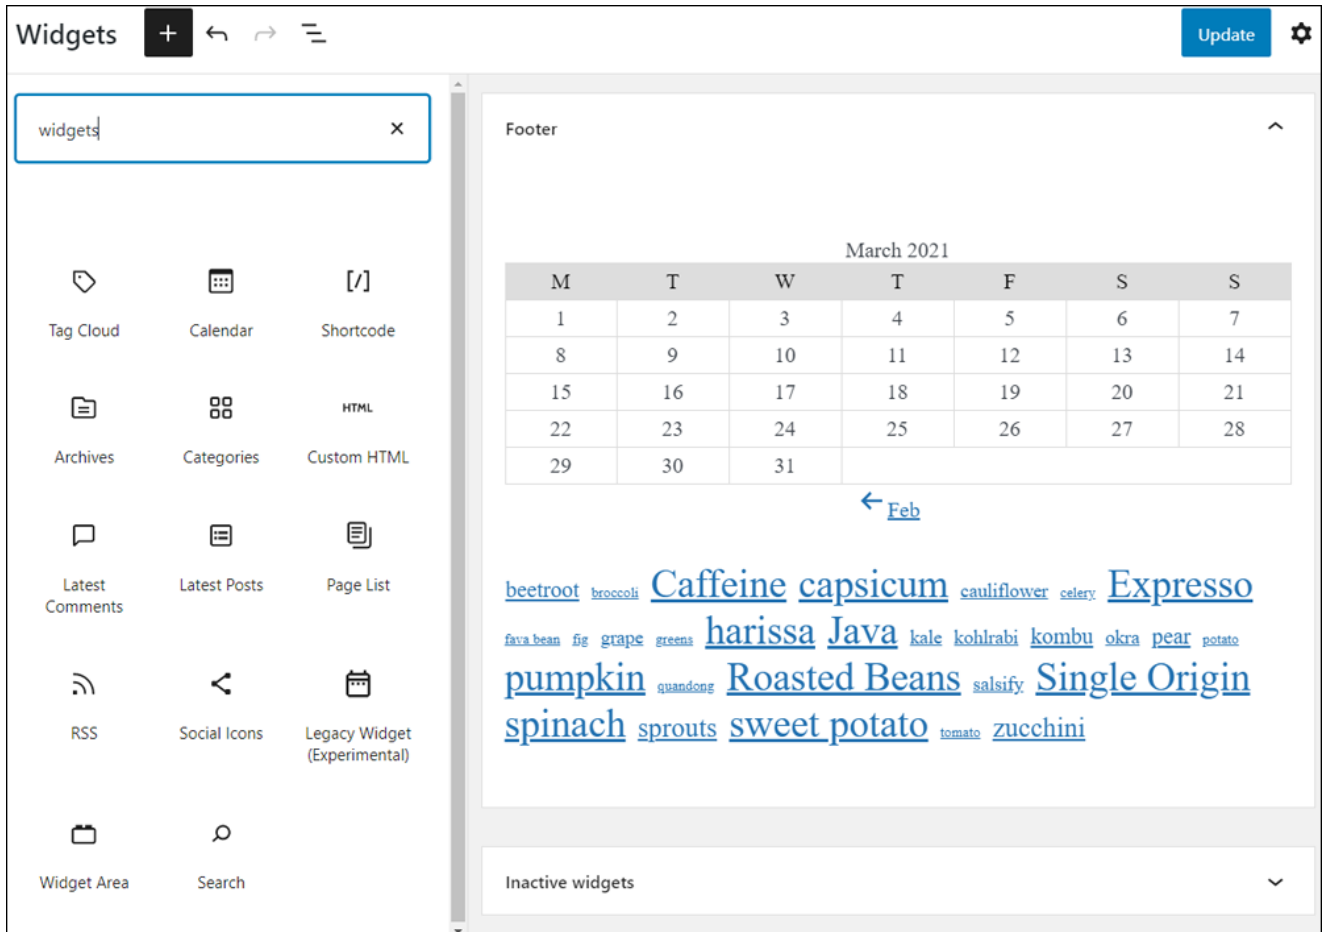 Widgets
Update
widgets
Tag Cloud Calendar Shortcode
HTML
Archives Categories Custom HTML
Latest Comments Latest Posts Page List
RSS Social Icons Legacy Widget (Experimental)
Widget Area Search
Footer
March 2021
M T W T F S S
1 2 3 4 5 6 7
8 9 10 11 12 13 14
15 16 17 18 19 20 21
22 23 24 25 26 27 28
29 30 31
← Feb
beetroot broccoli Caffeine capsicum cauliflower celery Expresso
fava bean fig grape greens harissa Java kale kohlrabi kombu okra pear potato
pumpkin quandong Roasted Beans salsify Single Origin
spinach sprouts sweet potato tomato zucchini
Inactive widgets